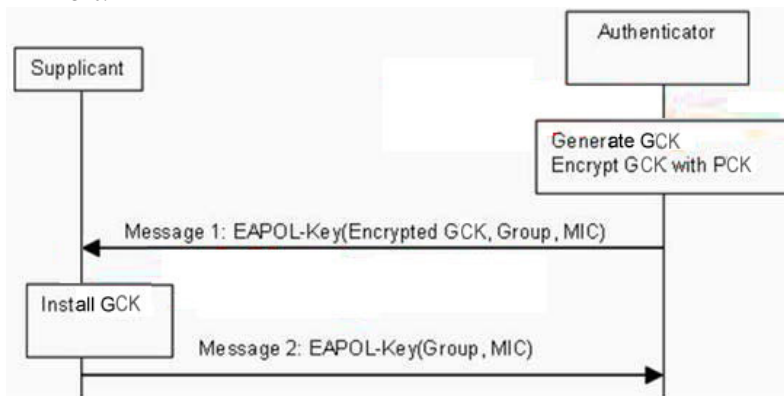 Authenticator
Supplicant
Generate GCK
Encrypt GCK with PCK
Message 1: EAPOL-Key(Encrypted GCK, Group, MIC)
Install GCK
Message 2: EAPOL-Key(Group, MIC)